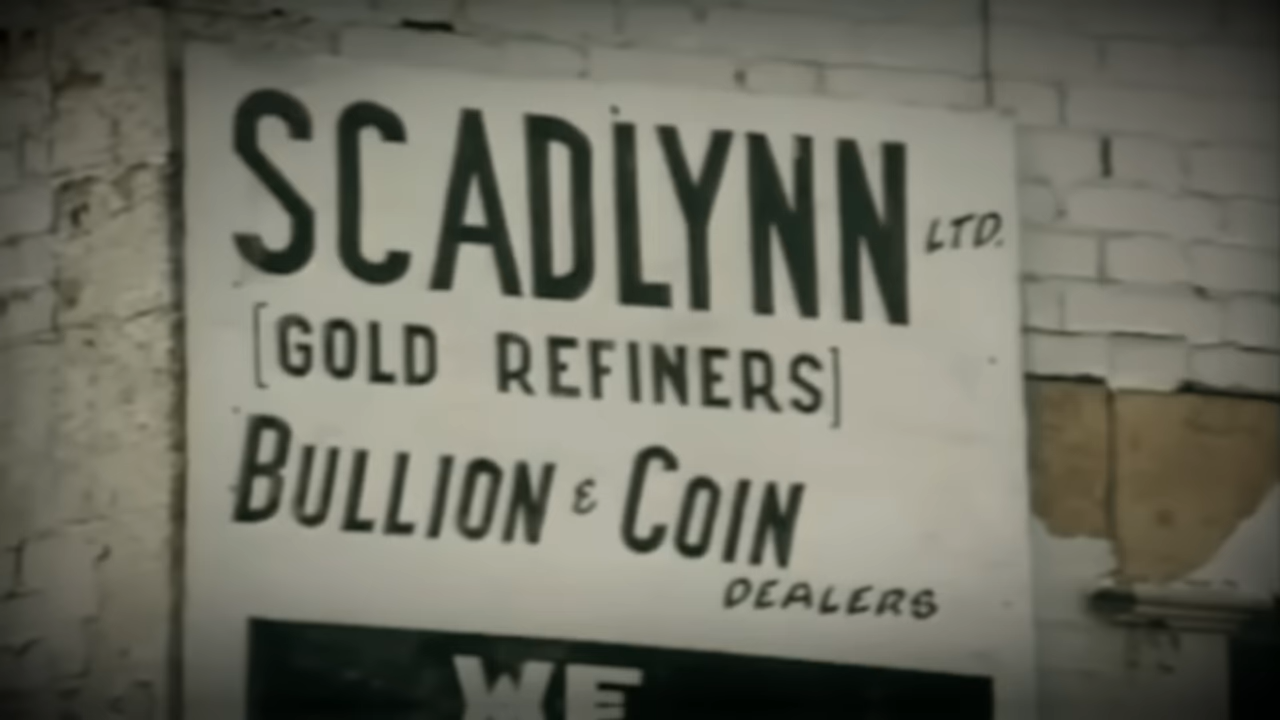 SCADLYNN LTD.
[GOLD REFINERS]
BULLION & COIN
DEALERS
WE